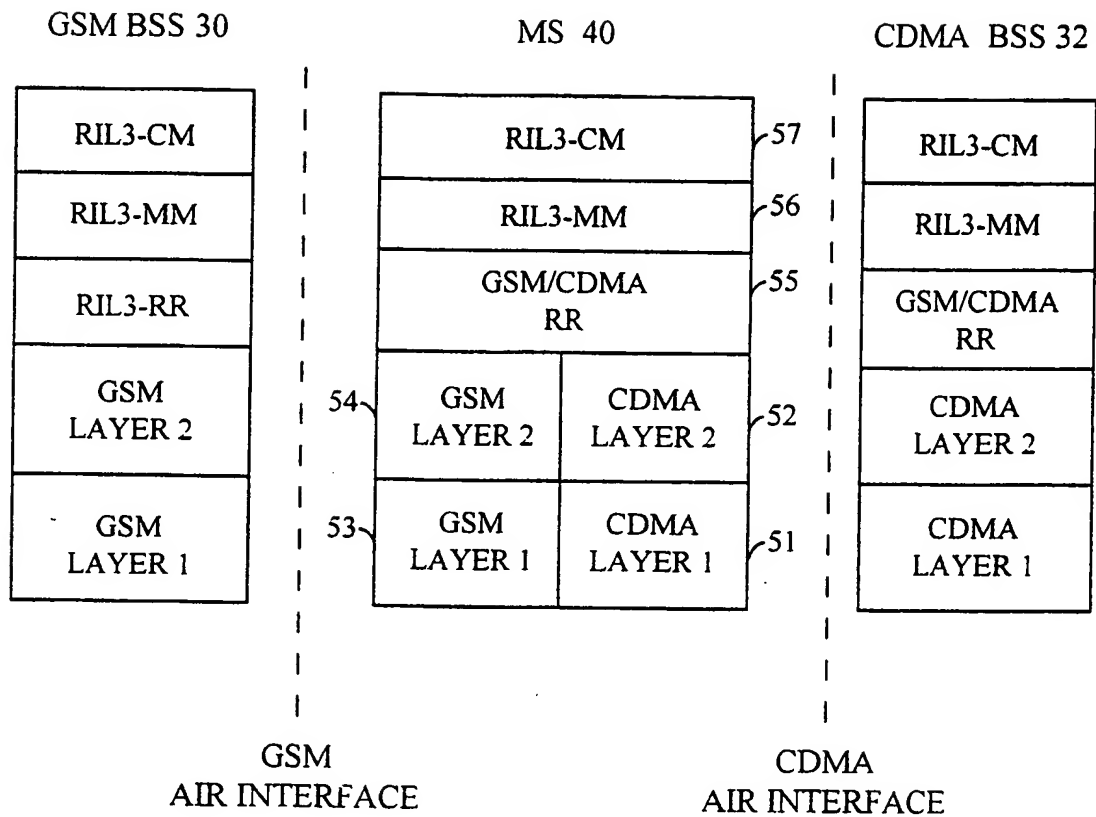 GSM BSS 30
MS 40
CDMA BSS 32
RIL3-CM
RIL3-MM
RIL3-RR
GSM
LAYER 2
GSM
LAYER 1
RIL3-CM
57
RIL3-MM
56
GSM/CDMA
RR
55
54
GSM
LAYER 2
CDMA
LAYER 2
52
53
GSM
LAYER 1
CDMA
LAYER 1
51
RIL3-CM
RIL3-MM
GSM/CDMA
RR
CDMA
LAYER 2
CDMA
LAYER 1
GSM
AIR INTERFACE
CDMA
AIR INTERFACE